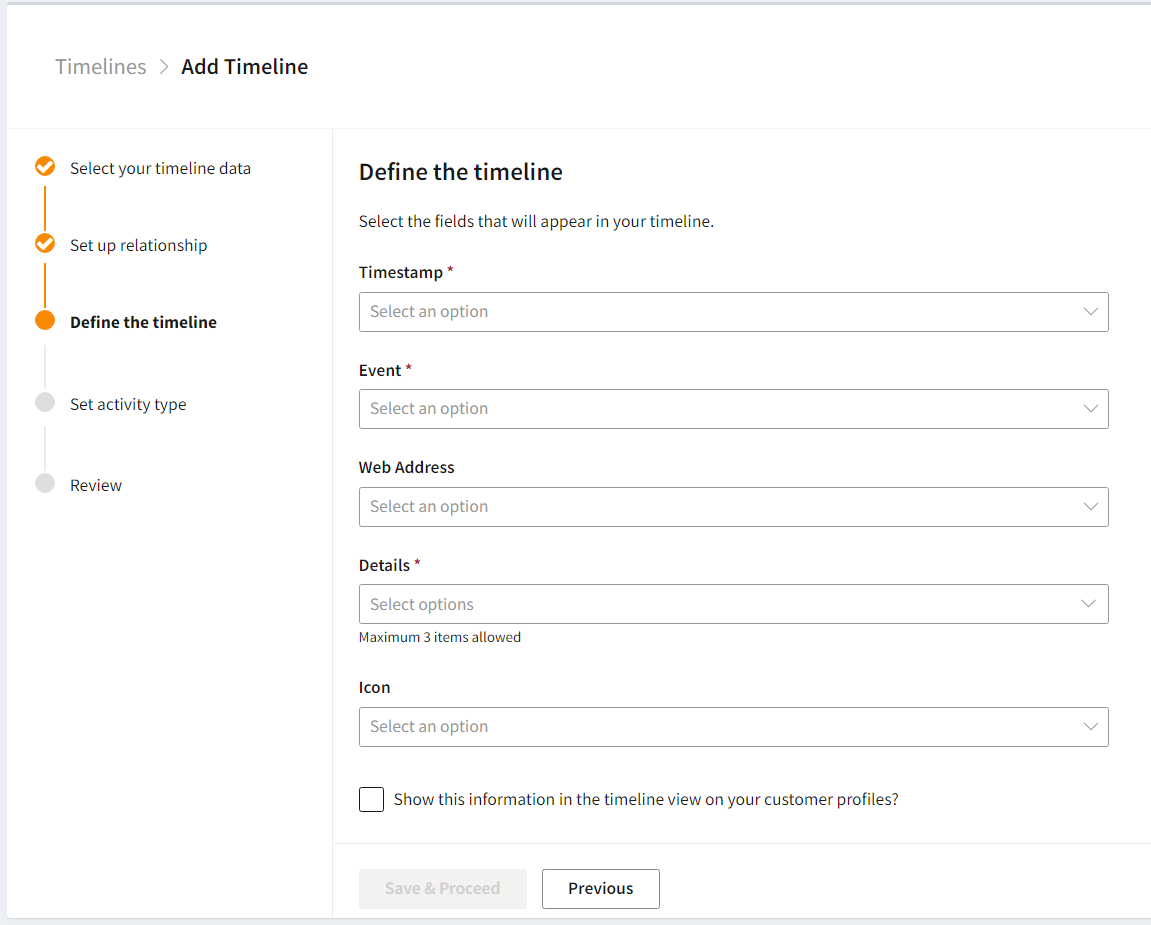 Timelines > Add Timeline
Select your timeline data
Set up relationship
Define the timeline
Set activity type
Review
Define the timeline
Select the fields that will appear in your timeline.
Timestamp *
Select an option
Event *
Select an option
Web Address
Select an option
Details *
Select options
Maximum 3 items allowed
Icon
Select an option
Show this information in the timeline view on your customer profiles?
Save & Proceed
Previous